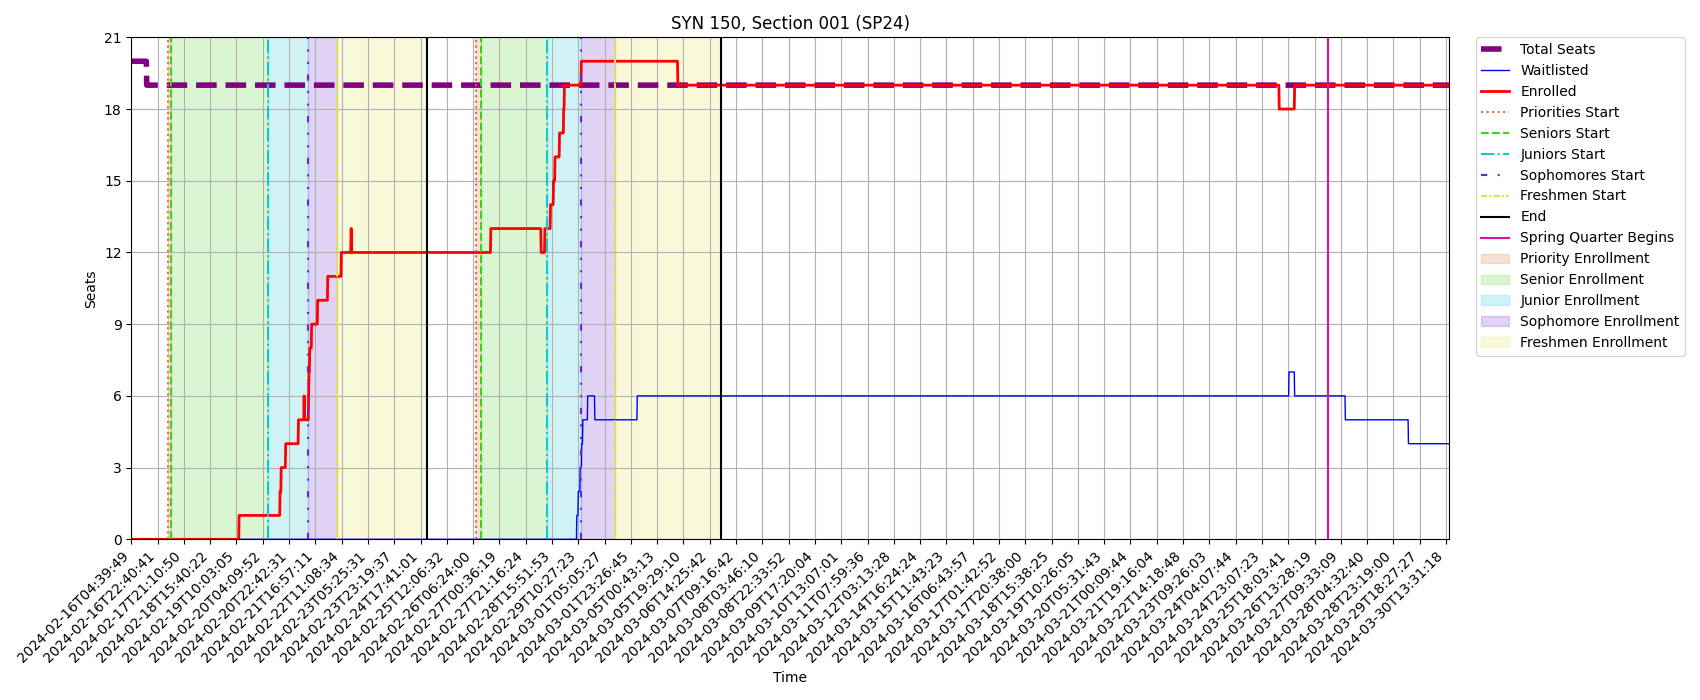 SYN 150, Section 001 (SP24)
21
18
15
12
9
6
3
0
Seats
2024-02-16T04:39:49
2024-02-16T22:40:41
2024-02-17T21:10:50
2024-02-18T15:40:22
2024-02-19T10:03:05
2024-02-20T04:09:52
2024-02-20T22:42:31
2024-02-21T16:57:11
2024-02-22T11:08:34
2024-02-23T05:25:31
2024-02-23T23:19:37
2024-02-24T17:41:01
2024-02-25T12:06:32
2024-02-26T06:24:00
2024-02-27T00:36:19
2024-02-27T21:16:24
2024-02-28T15:51:53
2024-02-29T10:27:23
2024-03-01T05:05:27
2024-03-01T23:26:45
2024-03-05T00:43:13
2024-03-05T19:29:10
2024-03-06T14:25:42
2024-03-07T09:16:42
2024-03-08T03:46:10
2024-03-08T22:33:52
2024-03-09T17:20:04
2024-03-10T13:07:01
2024-03-11T07:59:36
2024-03-14T03:13:28
2024-03-14T16:24:24
2024-03-15T11:43:23
2024-03-16T06:43:57
2024-03-17T01:42:52
2024-03-17T20:38:00
2024-03-18T15:38:25
2024-03-19T10:26:05
2024-03-20T05:31:43
2024-03-21T00:09:44
2024-03-21T19:16:04
2024-03-22T14:18:48
2024-03-23T09:26:03
2024-03-24T04:07:44
2024-03-24T23:07:23
2024-03-25T18:03:41
2024-03-26T13:28:19
2024-03-27T09:33:09
2024-03-28T04:32:40
2024-03-28T23:19:00
2024-03-29T18:27:27
2024-03-30T13:31:18
Time
Total Seats
Waitlisted
Enrolled
Priorities Start
Seniors Start
Juniors Start
Sophomores Start
Freshmen Start
End
Spring Quarter Begins
Priority Enrollment
Senior Enrollment
Junior Enrollment
Sophomore Enrollment
Freshmen Enrollment